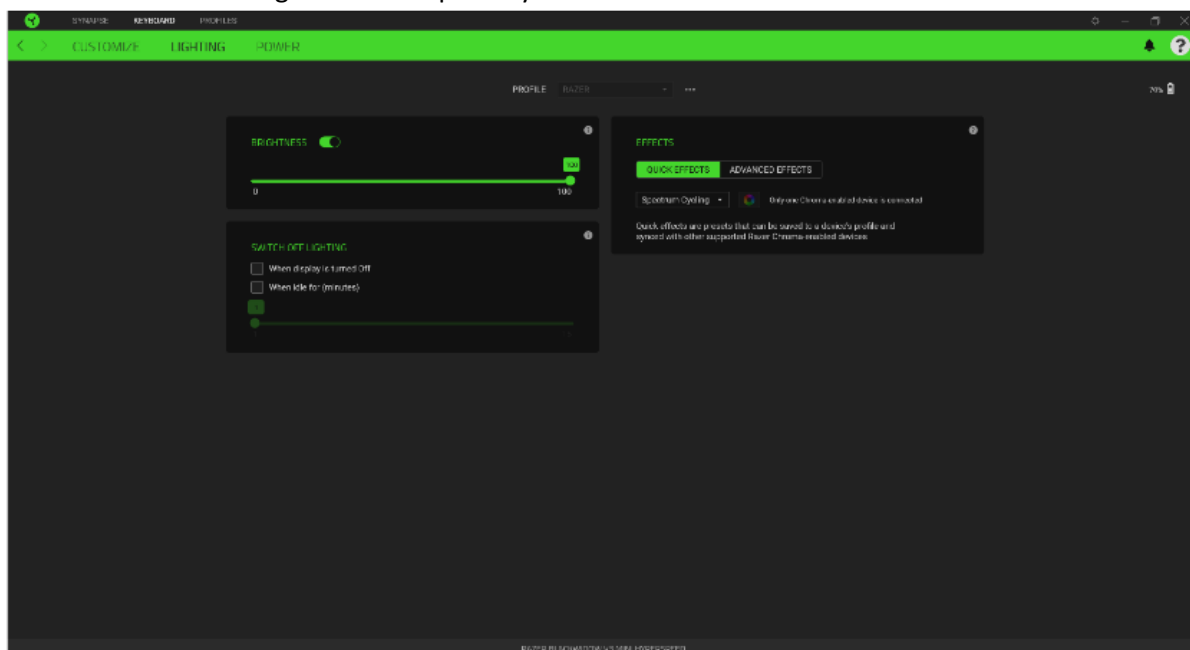 SYNAPSE KEYBOARD PROFILES
CUSTOMIZE LIGHTING POWER
PROFILE RAZER
70%
BRIGHTNESS
100
0 100
SWITCH OFF LIGHTING
When display is turned Off
When idle for (minutes)
EFFECTS
QUICK EFFECTS ADVANCED EFFECTS
Spectrum Cycling Only one Chroma-enabled device is connected
Quick effects are presets that can be saved to a device's profile and
synced with other supported Razer Chroma-enabled devices